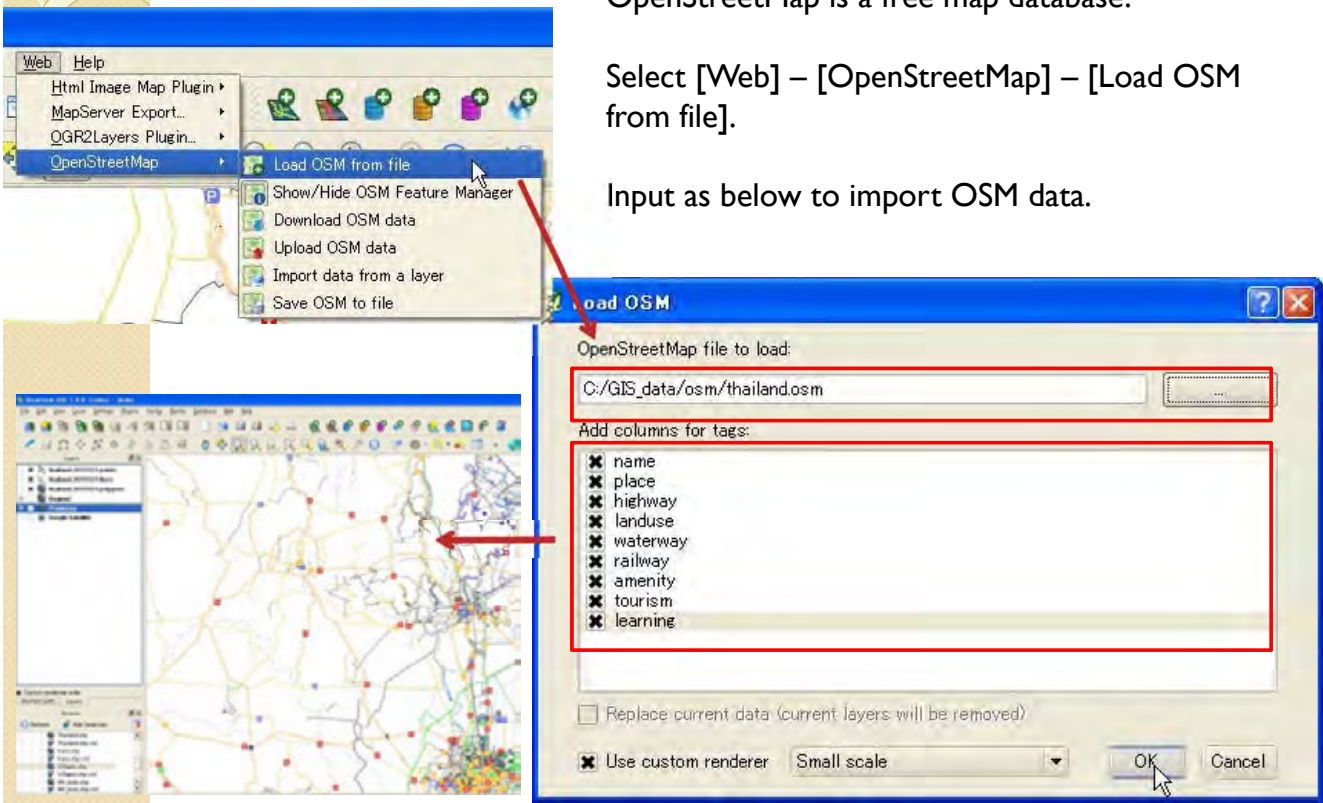 OpenStreetMap is a free map database.
Select [Web] – [OpenStreetMap] – [Load OSM
from file].
Input as below to import OSM data.
Web Help
Html Image Map Plugin
MapServer Export...
OGR2Layers Plugin...
OpenStreetMap
Load OSM from file
Show/Hide OSM Feature Manager
Download OSM data
Upload OSM data
Import data from a layer
Save OSM to file
Load OSM
OpenStreetMap file to load:
C:/GIS_data/osm/thailand.osm
...
Add columns for tags:
name
place
highway
landuse
waterway
railway
amenity
tourism
learning
Replace current data (current layers will be removed)
Use custom renderer Small scale OK Cancel